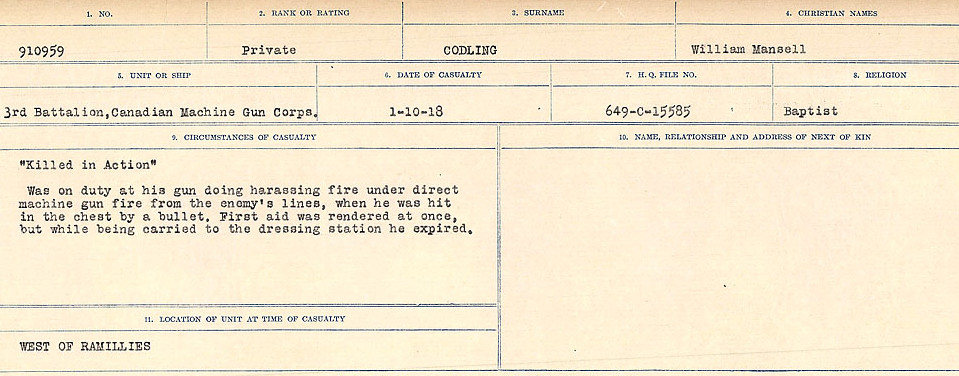 1. NO.
2. RANK OR RATING
3. SURNAME
4. CHRISTIAN NAMES
910959
Private
CODLING
William Mansell
5. UNIT OR SHIP
6. DATE OF CASUALTY
7. H. Q. FILE NO.
8. RELIGION
3rd Battalion,Canadian Machine Gun Corps.
1-10-18
649-C-15585
Baptist
9. CIRCUMSTANCES OF CASUALTY
10. NAME, RELATIONSHIP AND ADDRESS OF NEXT OF KIN
"Killed in Action"
Was on duty at his gun doing harassing fire under direct
machine gun fire from the enemy's lines, when he was hit
in the chest by a bullet. First aid was rendered at once,
but while being carried to the dressing station he expired.
11. LOCATION OF UNIT AT TIME OF CASUALTY
WEST OF RAMILLIES